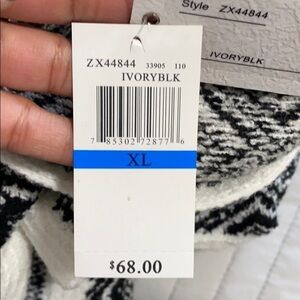 Style ZX44844
IVORYBLK
ZX44844 33905 110
IVORYBLK
7 85302 72877 6
XL
$68.00